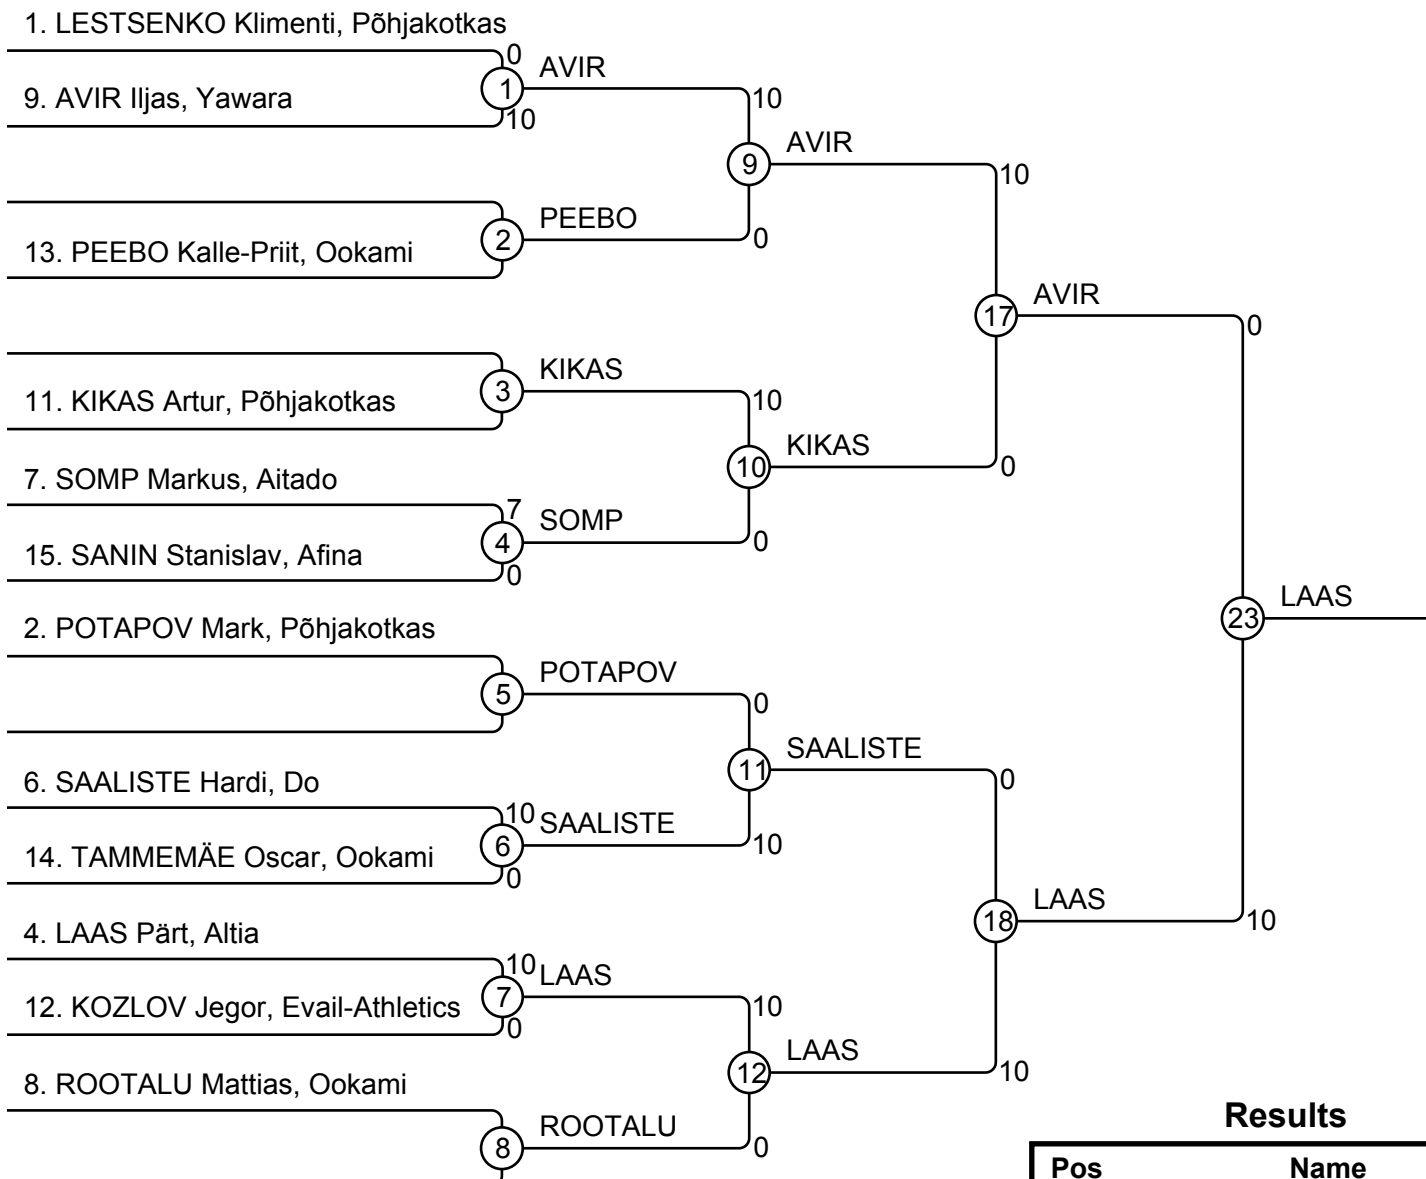 1. LESTSENKO Klimenti, Põhjakotkas
0
AVIR
1
10
9. AVIR Iljas, Yawara
10
AVIR
9
10
PEEBO
2
0
13. PEEBO Kalle-Priit, Ookami
AVIR
17
0
KIKAS
3
10
11. KIKAS Artur, Põhjakotkas
KIKAS
10
0
7. SOMP Markus, Aitado
7
SOMP
4
0
15. SANIN Stanislav, Afina
0
LAAS
23
2. POTAPOV Mark, Põhjakotkas
POTAPOV
5
0
SAALISTE
11
0
6. SAALISTE Hardi, Do
10
SAALISTE
6
10
14. TAMMEMÄE Oscar, Ookami
0
LAAS
18
10
4. LAAS Pärt, Altia
10
LAAS
7
10
12. KOZLOV Jegor, Evail-Athletics
0
LAAS
12
10
8. ROOTALU Mattias, Ookami
ROOTALU
8
0
Results
Pos Name